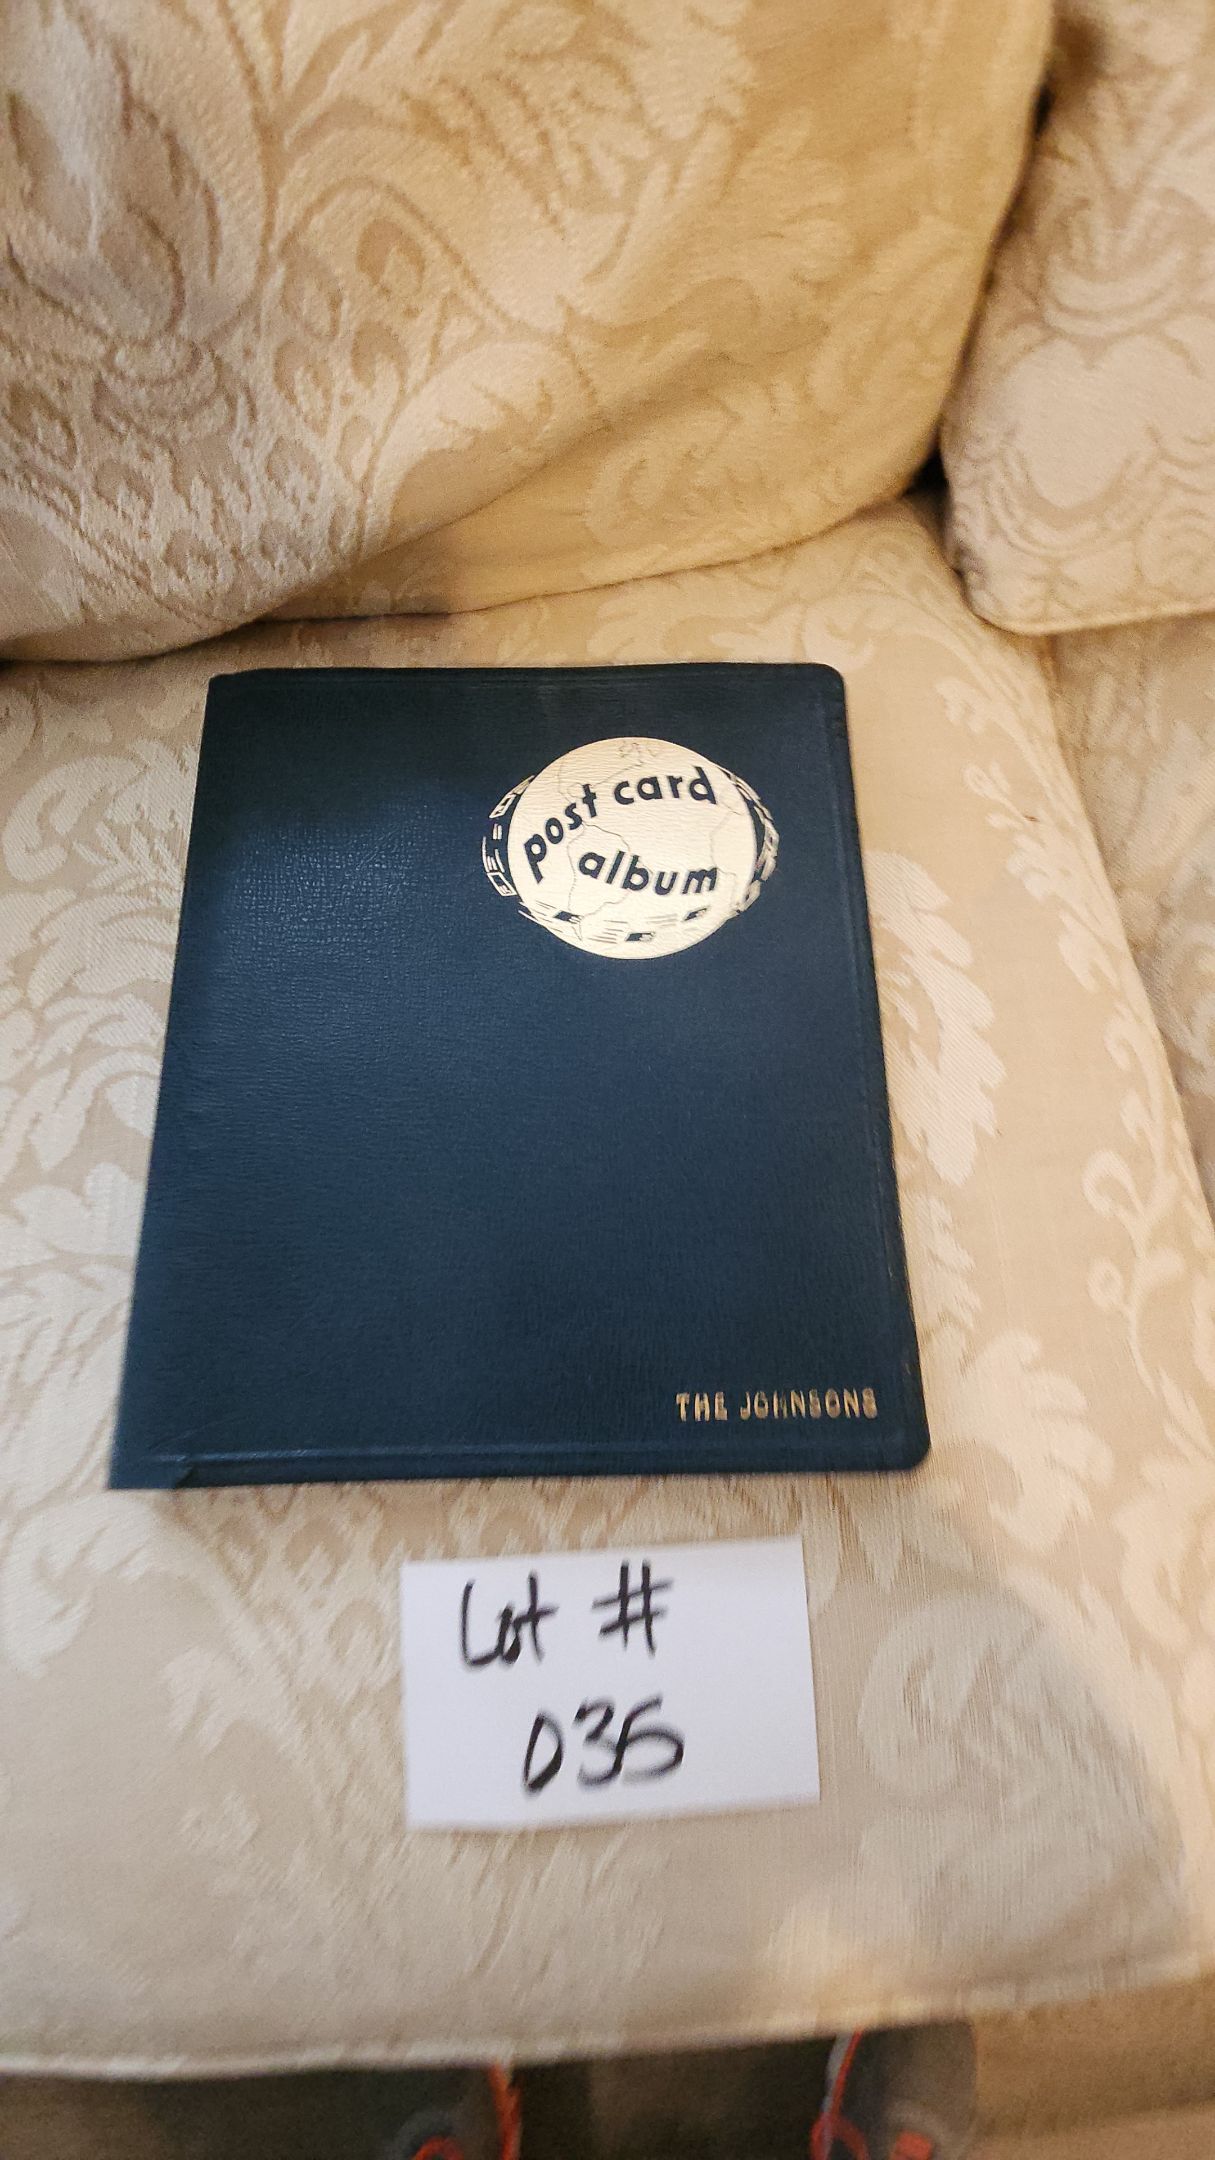 post card
album
THE JOHNSONS
Lot #
035